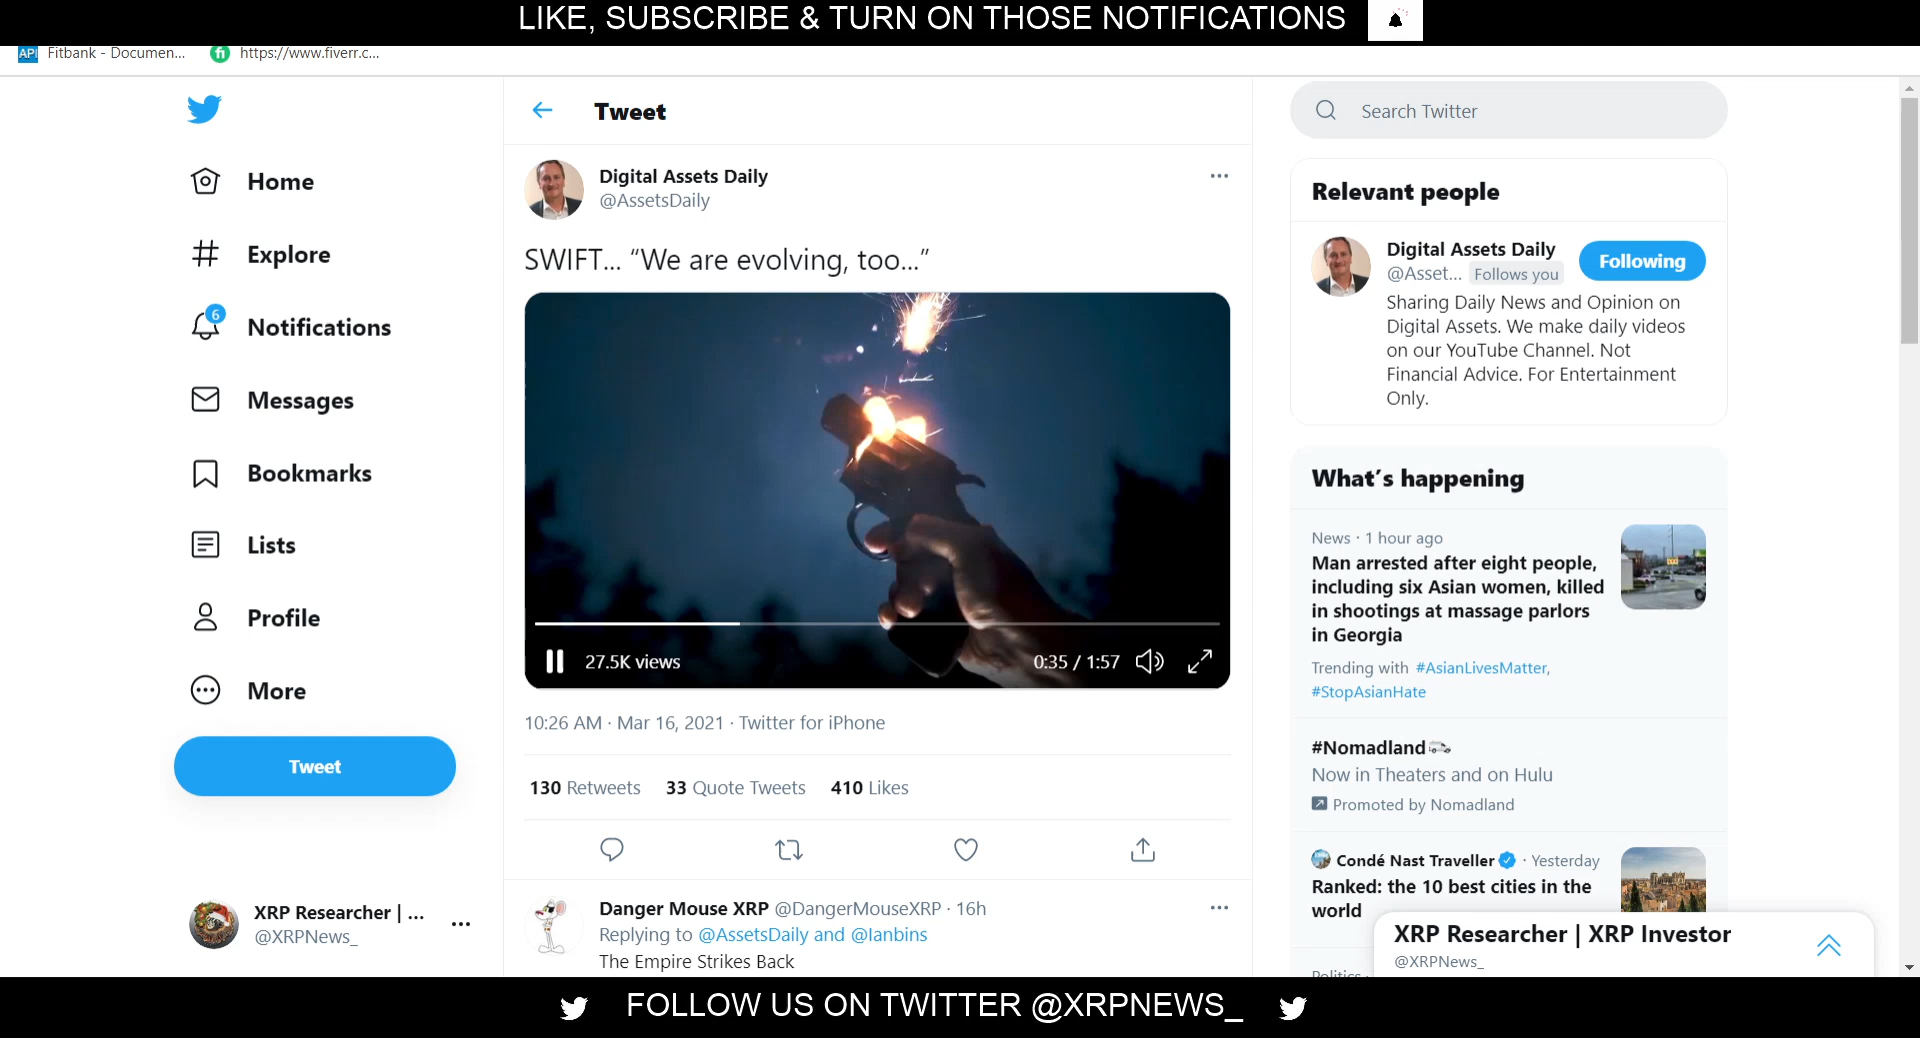 LIKE, SUBSCRIBE & TURN ON THOSE NOTIFICATIONS
API Fitbank - Documen...
fi https://www.fiverr.c...
Home
Explore
6
Notifications
Messages
Bookmarks
Lists
Profile
More
Tweet
XRP Researcher | ...
@XRPNews_
Tweet
Digital Assets Daily
@AssetsDaily
SWIFT... “We are evolving, too...”
27.5K views
0:35 / 1:57
10:26 AM · Mar 16, 2021 · Twitter for iPhone
130 Retweets 33 Quote Tweets 410 Likes
Danger Mouse XRP @DangerMouseXRP · 16h
Replying to @AssetsDaily and @Ianbins
The Empire Strikes Back
Search Twitter
Relevant people
Digital Assets Daily
@Asset... Follows you
Following
Sharing Daily News and Opinion on
Digital Assets. We make daily videos
on our YouTube Channel. Not
Financial Advice. For Entertainment
Only.
What’s happening
News · 1 hour ago
Man arrested after eight people,
including six Asian women, killed
in shootings at massage parlors
in Georgia
Trending with #AsianLivesMatter,
#StopAsianHate
#Nomadland
Now in Theaters and on Hulu
Promoted by Nomadland
Condé Nast Traveller · Yesterday
Ranked: the 10 best cities in the
world
Politics ·
XRP Researcher | XRP Investor
@XRPNews_
FOLLOW US ON TWITTER @XRPNEWS_